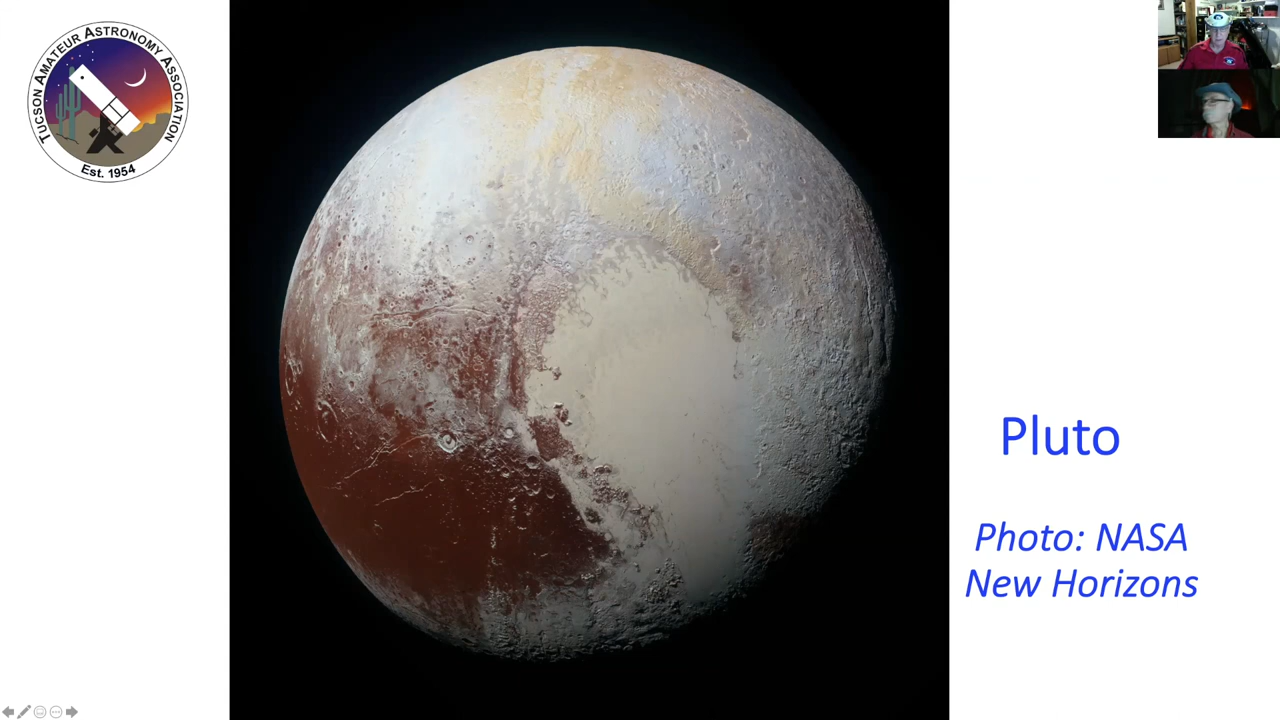 TUCSON AMATEUR ASTRONOMY ASSOCIATION
Est. 1954
Pluto
Photo: NASA
New Horizons